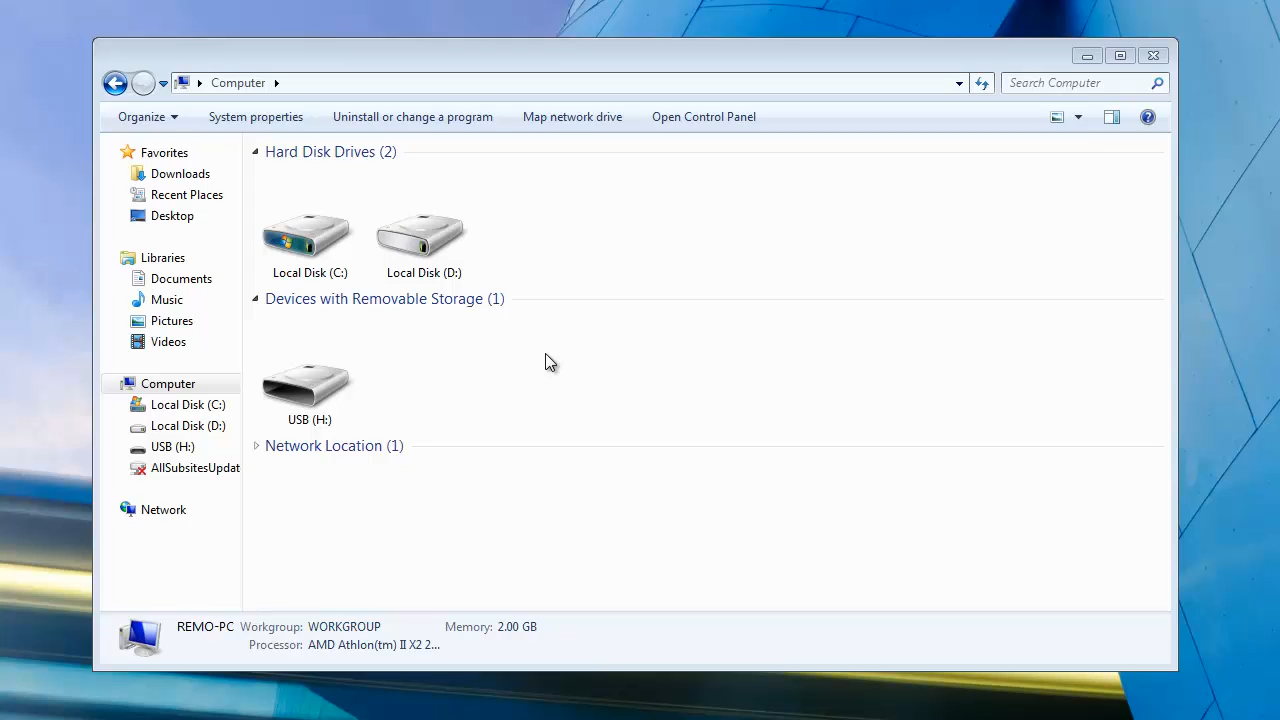 Computer
Search Computer
Organize
System properties
Uninstall or change a program
Map network drive
Open Control Panel
Favorites
Downloads
Recent Places
Desktop
Libraries
Documents
Music
Pictures
Videos
Computer
Local Disk (C:)
Local Disk (D:)
USB (H:)
AllSubsitesUpdat
Network
Hard Disk Drives (2)
Local Disk (C:)
Local Disk (D:)
Devices with Removable Storage (1)
USB (H:)
Network Location (1)
REMO-PC Workgroup: WORKGROUP Memory: 2.00 GB
Processor: AMD Athlon(tm) II X2 2...